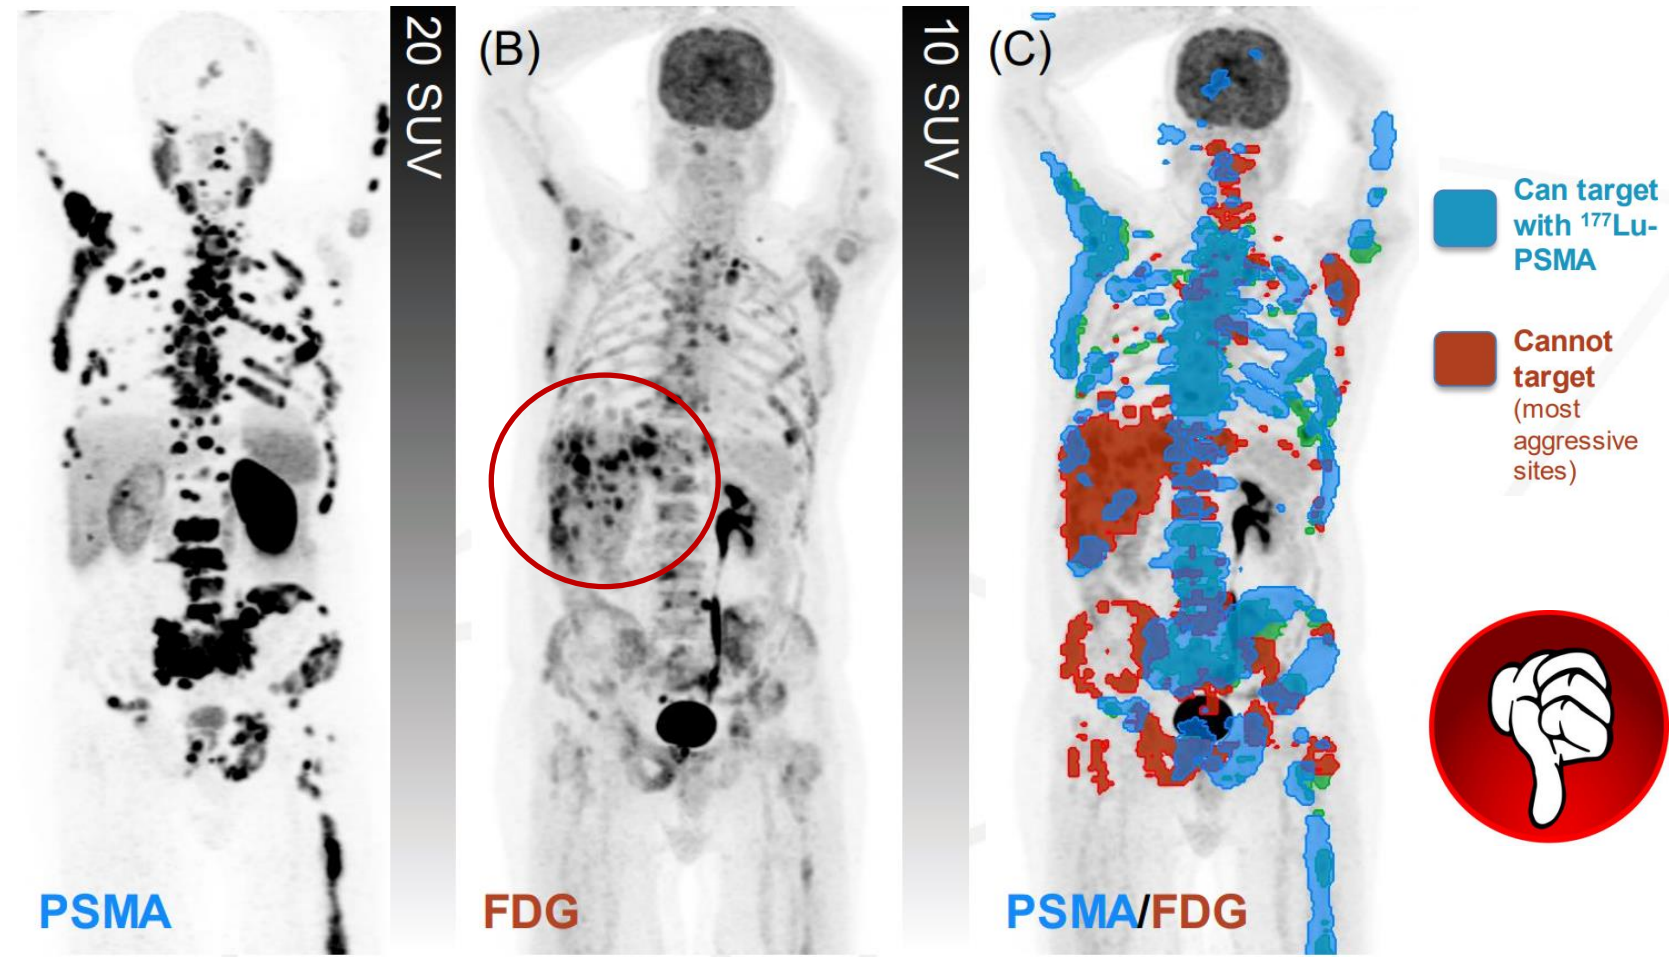 20 SUV
PSMA
(B)
10 SUV
FDG
(C)
PSMA/FDG
Can target
with ¹⁷⁷Lu-
PSMA
Cannot
target
(most
aggressive
sites)